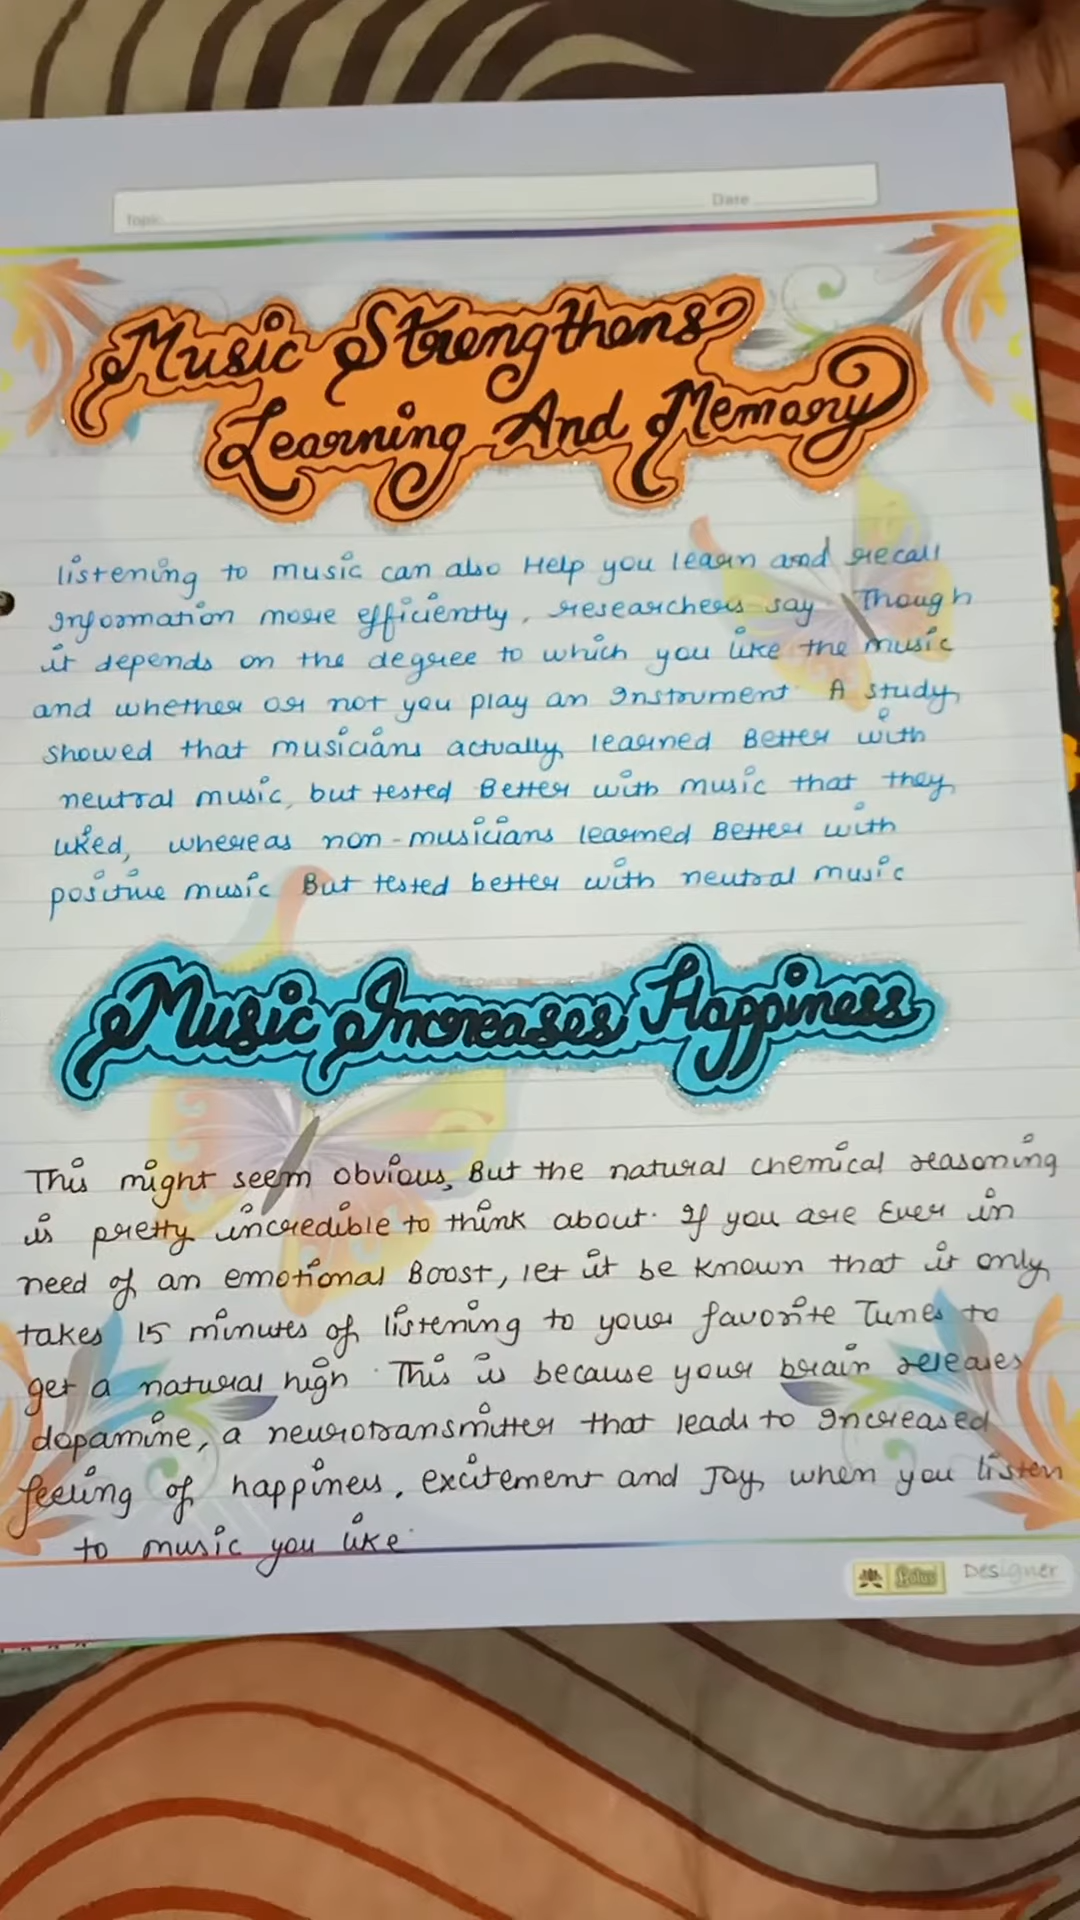 Topic
Date
Music Strengthens
Learning And Memory
listening to music can also Help you learn and recall
Information more efficiently, researchers say Though
it depends on the degree to which you like the music
and whether or not you play an Instrument. A study
showed that musicians actually learned Better with
neutral music, but tested Better with music that they
liked, whereas non-musicians learned Better with
positive music But tested better with neutral music
Music Increases Happiness
This might seem obvious, But the natural chemical reasoning
is pretty incredible to think about. If you are Ever in
need of an emotional Boost, let it be known that it only
takes 15 minutes of listening to your favorite Tunes to
get a natural high. This is because your brain releases
dopamine, a neurotransmitter that leads to Increased
feeling of happiness, excitement and Joy, when you listen
to music you like.
Lotus Designer